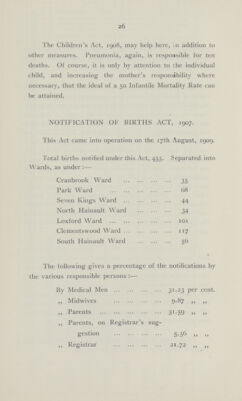 26
The Children's Act, 1908, may help here, in addition to
other measures. Pneumonia, again, is responsible for ten
deaths. Of course, it is only by attention to the individual
child, and increasing the mother's responsibility where
necessary, that the ideal of a 50 Infantile Mortality Rate can
be attained.
NOTIFICATION OF BIRTHS ACT, 1907.
This Act came into operation on the 17th August, 1909.
Total births notified under this Act, 455. Separated into
Wards, as under :—
Cranbrook Ward ... ... ... ... 35
Park Ward ... ... ... ... ... 68
Seven Kings Ward ... ... ... ... 44
North Hainault Ward ... ... ... 34
Loxford Ward ... ... ... ... ... 101
Clementswood Ward ... ... ... ... 117
South Hainault Ward ... ... ... 56
The following gives a percentage of the notifications by
the various responsible persons :—
By Medical Men ... ... ... ... 31.23 per cent.
„ Midwives ... ... ... ... ... 9.87 „ „
„ Parents ... ... ... ... ... 31.59 „ „
„ Parents, on Registrar's sug-
gestion ... ... ... ... 5.56 „ „
„ Registrar ... ... ... ... 21.72 „ „